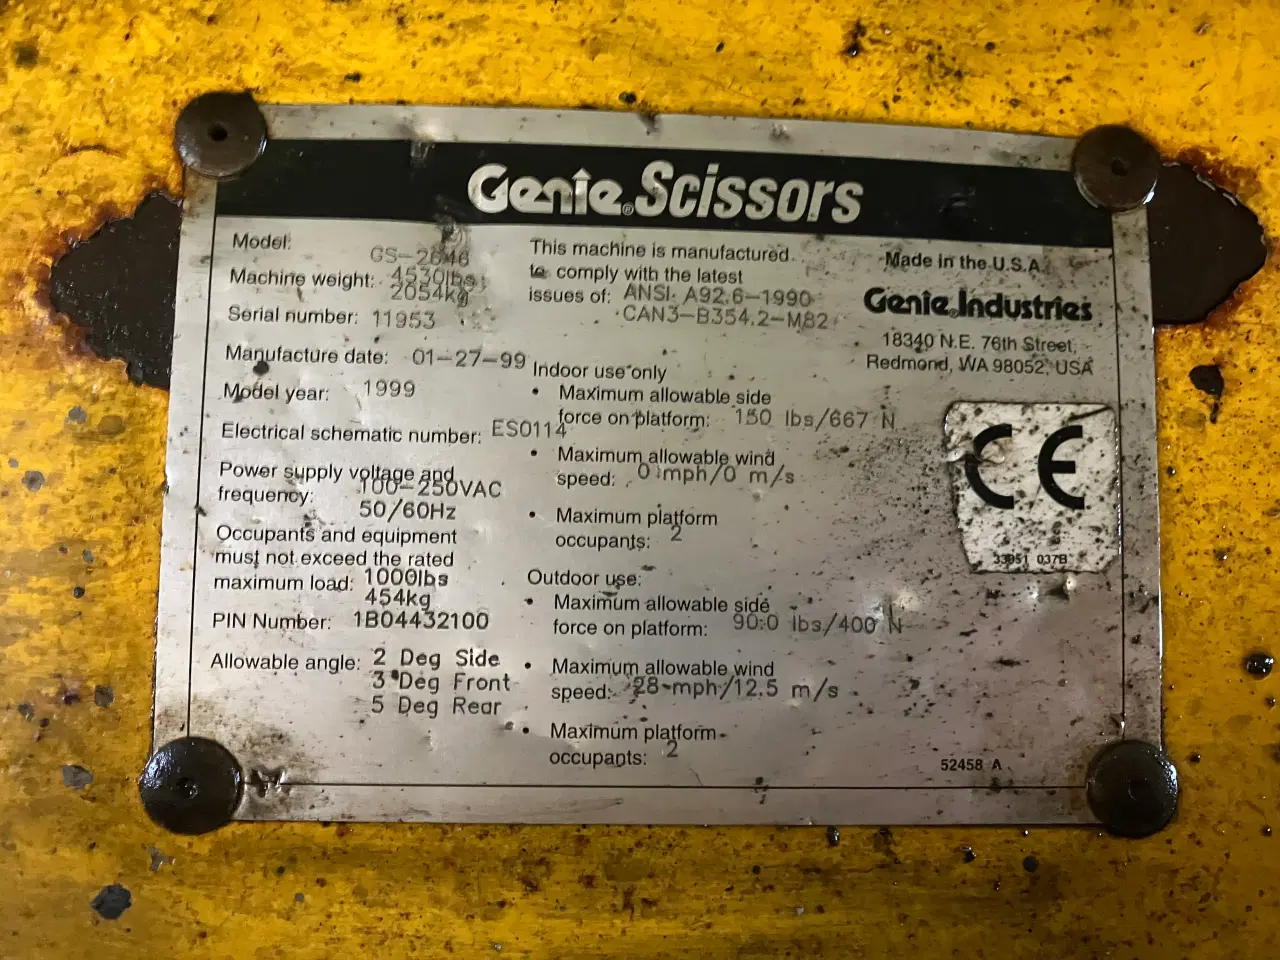 Genie® Scissors
Model: GS-2646
Machine weight: 4530lbs
2054kg
Serial number: 11953
Manufacture date: 01-27-99
Model year: 1999
Electrical schematic number: ES0114
Power supply voltage and
frequency: 100-250VAC
50/60Hz
Occupants and equipment
must not exceed the rated
maximum load: 1000lbs
454kg
PIN Number: 1B04432100
Allowable angle: 2 Deg Side
3 Deg Front
5 Deg Rear
This machine is manufactured
to comply with the latest
issues of: ANSI A92.6-1990
CAN3-B354.2-M82
Indoor use only
• Maximum allowable side
force on platform: 150 lbs/667 N
• Maximum allowable wind
speed: 0 mph/0 m/s
• Maximum platform
occupants: 2
Outdoor use:
• Maximum allowable side
force on platform: 90.0 lbs/400 N
• Maximum allowable wind
speed: 28 mph/12.5 m/s
• Maximum platform
occupants: 2
Made in the U.S.A.
Genie Industries
18340 N.E. 76th Street,
Redmond, WA 98052, USA
CE
52458 A